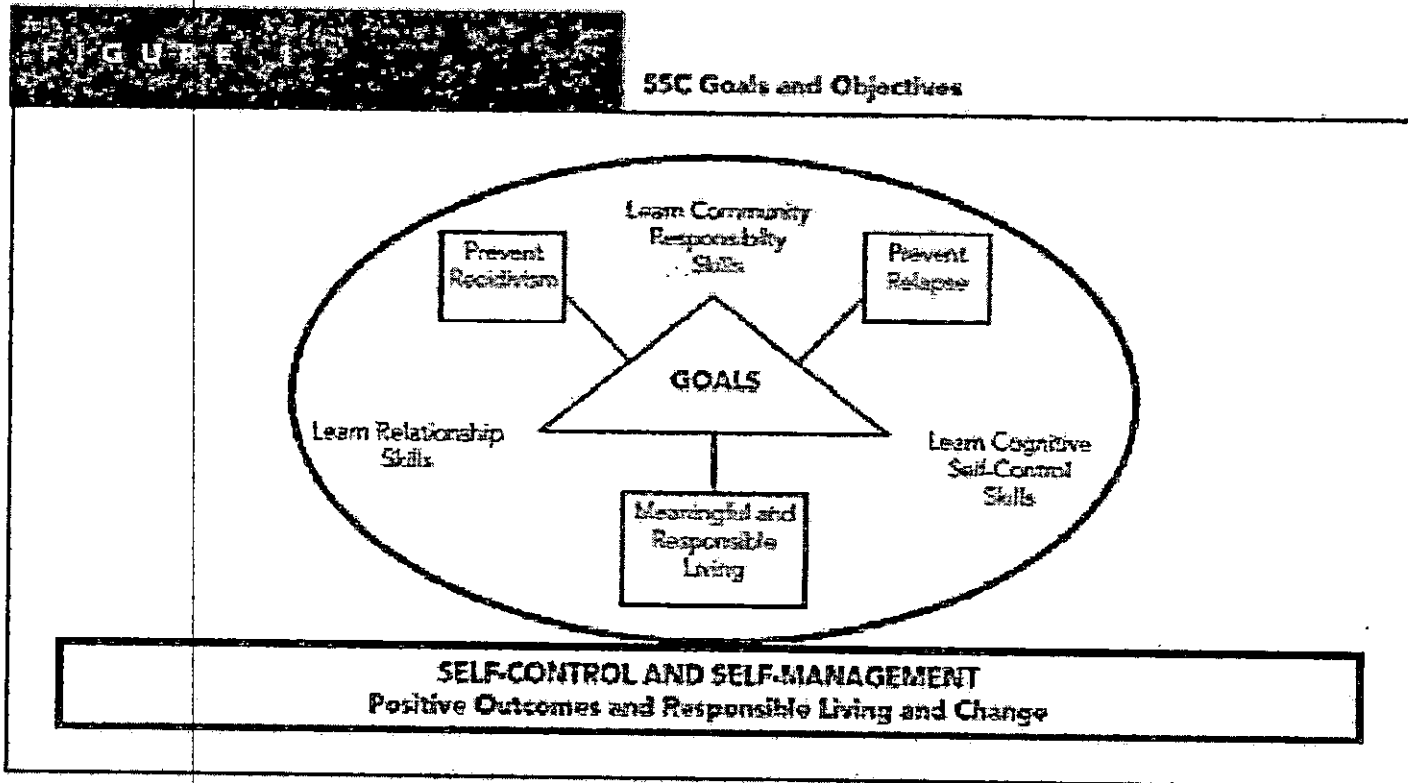 FIGURE 1
SSC Goals and Objectives
Learn Community
Responsibilty
Skills
Prevent
Recidivism
Prevent
Relapse
GOALS
Learn Relationship
Skills
Learn Cognitive
Self-Control
Skills
Meaningful and
Responsible
Living
SELF-CONTROL AND SELF-MANAGEMENT
Positive Outcomes and Responsible Living and Change